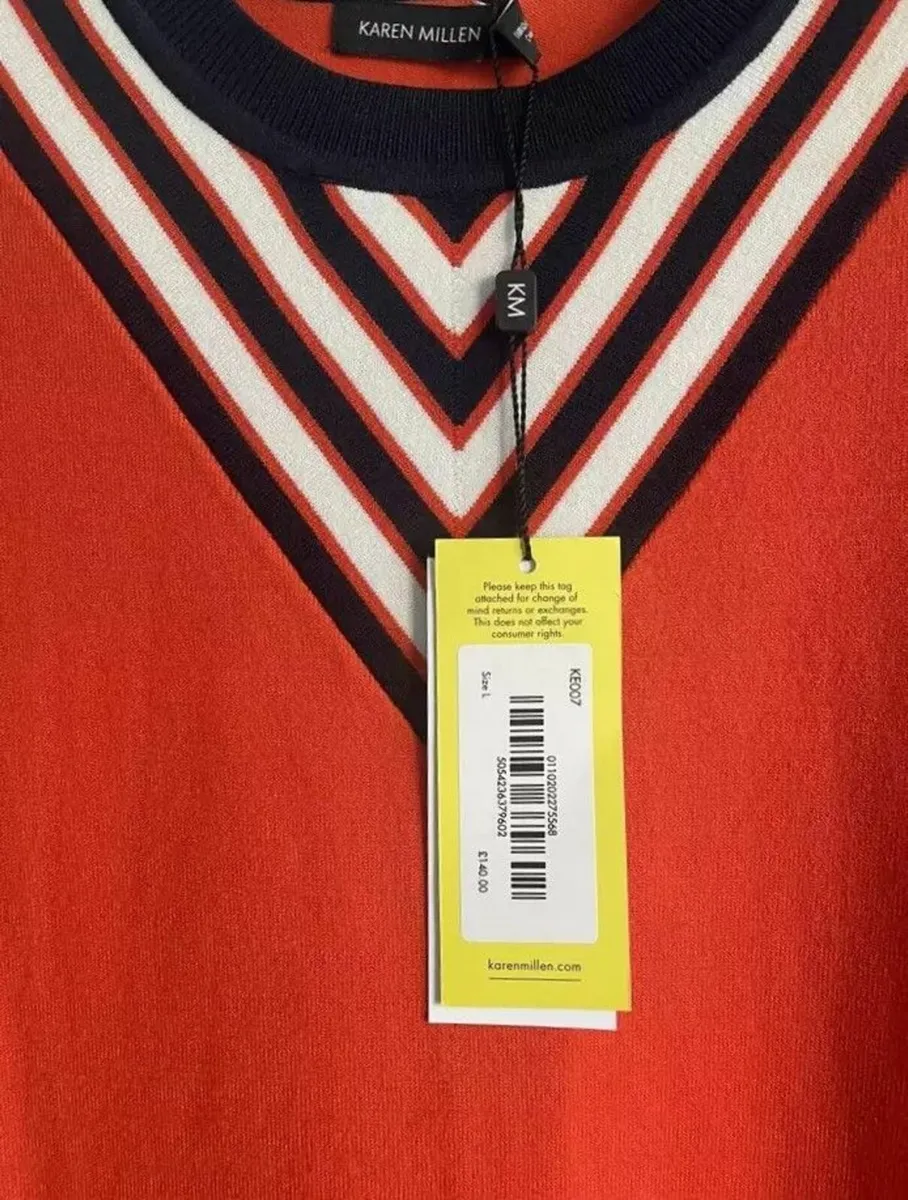 KAREN MILLEN
KM
Please keep this tag
attached for change of
mind returns or exchanges.
This does not affect your
consumer rights.
KE007
Size L
0110202275568
5054236379602
£140.00
karenmillen.com